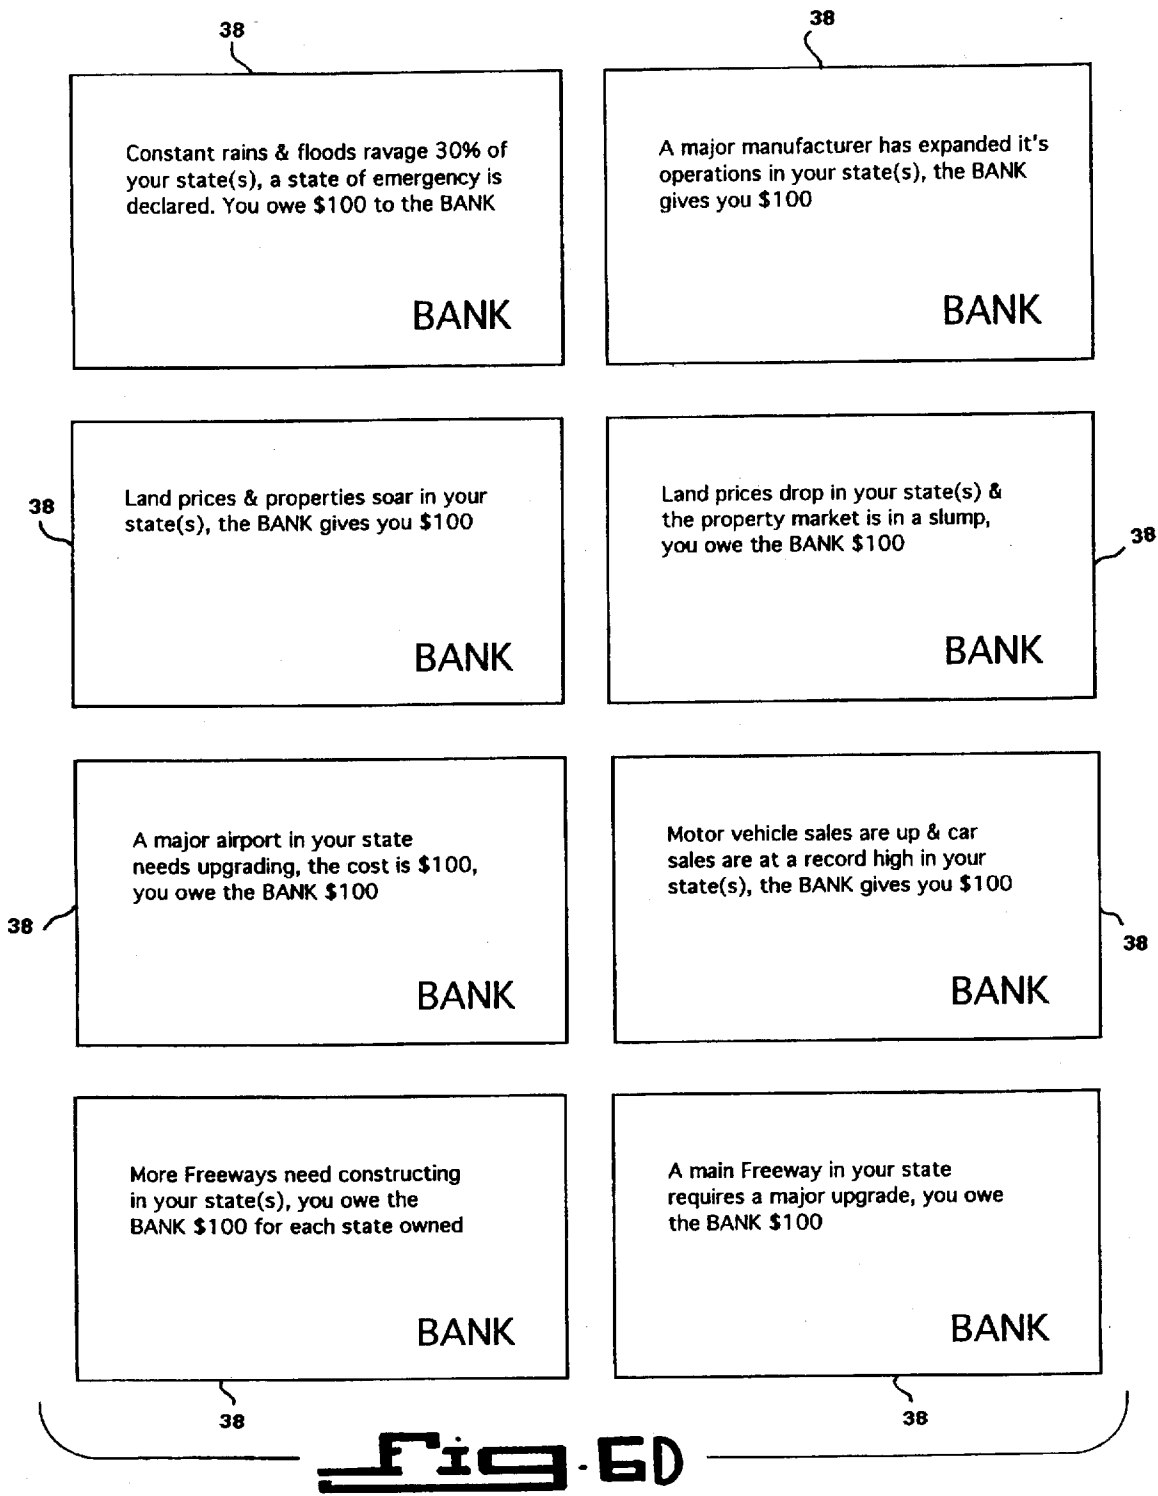 38
38
Constant rains & floods ravage 30% of
your state(s), a state of emergency is
declared. You owe $100 to the BANK
BANK
A major manufacturer has expanded it's
operations in your state(s), the BANK
gives you $100
BANK
38
Land prices & properties soar in your
state(s), the BANK gives you $100
BANK
Land prices drop in your state(s) &
the property market is in a slump,
you owe the BANK $100
BANK
38
38
A major airport in your state
needs upgrading, the cost is $100,
you owe the BANK $100
BANK
Motor vehicle sales are up & car
sales are at a record high in your
state(s), the BANK gives you $100
BANK
38
More Freeways need constructing
in your state(s), you owe the
BANK $100 for each state owned
BANK
A main Freeway in your state
requires a major upgrade, you owe
the BANK $100
BANK
38
38
Fig. 6D